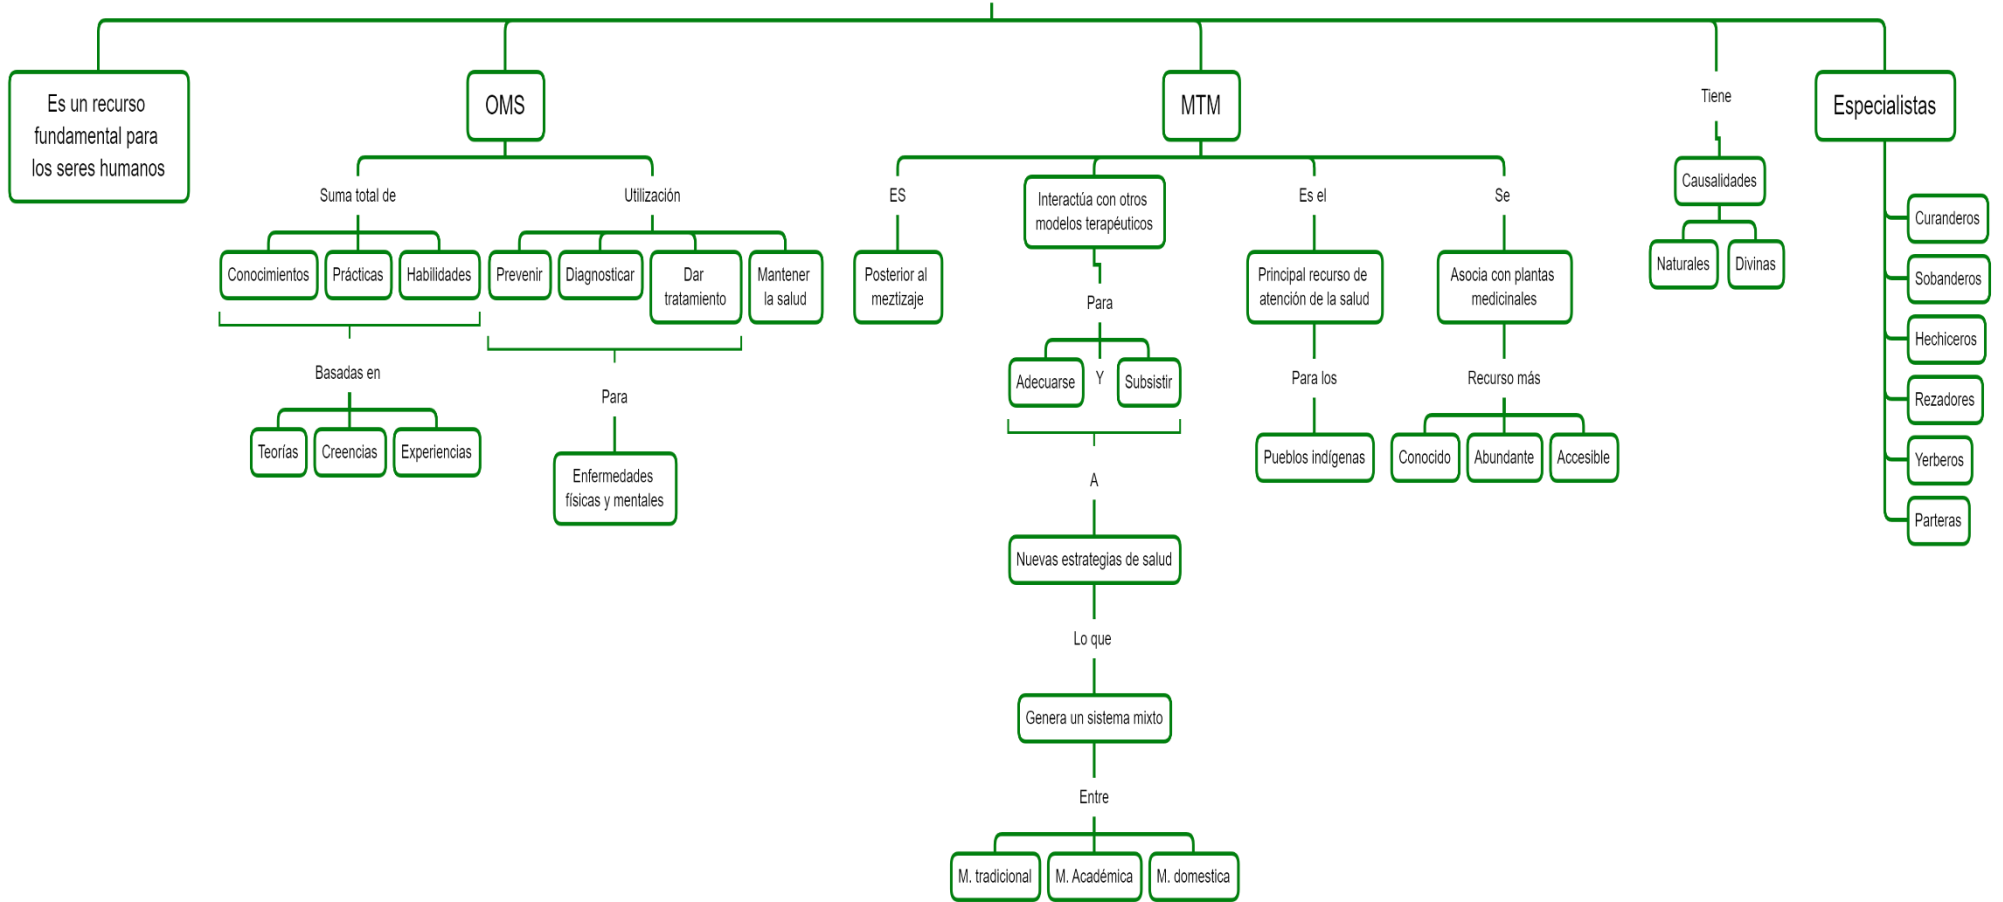 Es un recurso
fundamental para
los seres humanos
OMS
Suma total de
Conocimientos
Prácticas
Habilidades
Basadas en
Teorías
Creencias
Experiencias
Utilización
Prevenir
Diagnosticar
Dar
tratamiento
Mantener
la salud
Para
Enfermedades
físicas y mentales
MTM
ES
Posterior al
meztizaje
Interactúa con otros
modelos terapéuticos
Para
Adecuarse
Y
Subsistir
A
Nuevas estrategias de salud
Lo que
Genera un sistema mixto
Entre
M. tradicional
M. Académica
M. domestica
Es el
Principal recurso de
atención de la salud
Para los
Pueblos indígenas
Se
Asocia con plantas
medicinales
Recurso más
Conocido
Abundante
Accesible
Tiene
Causalidades
Naturales
Divinas
Especialistas
Curanderos
Sobanderos
Hechiceros
Rezadores
Yerberos
Parteras